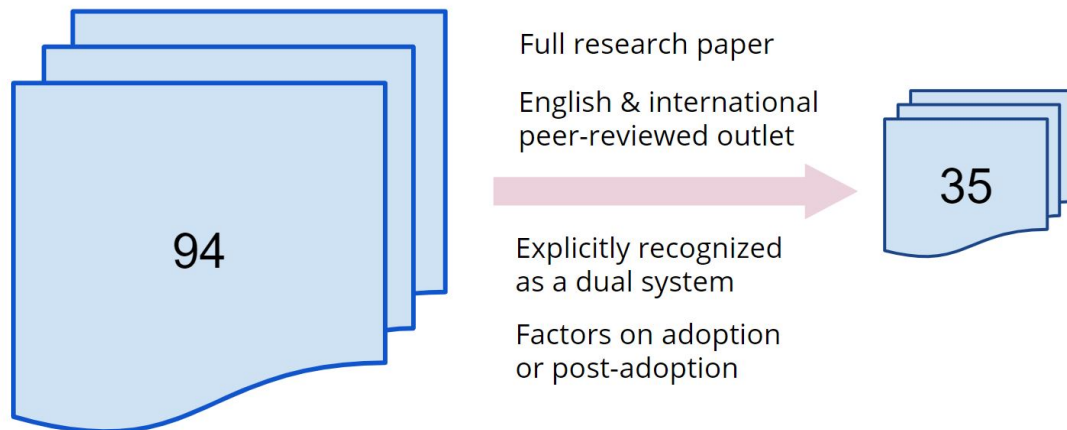 94
Full research paper
English & international
peer-reviewed outlet
Explicitly recognized
as a dual system
Factors on adoption
or post-adoption
35